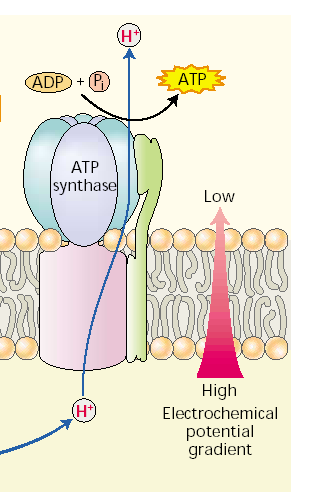 H+
ADP + Pi ATP
ATP
synthase
Low
High
H+
Electrochemical
potential
gradient